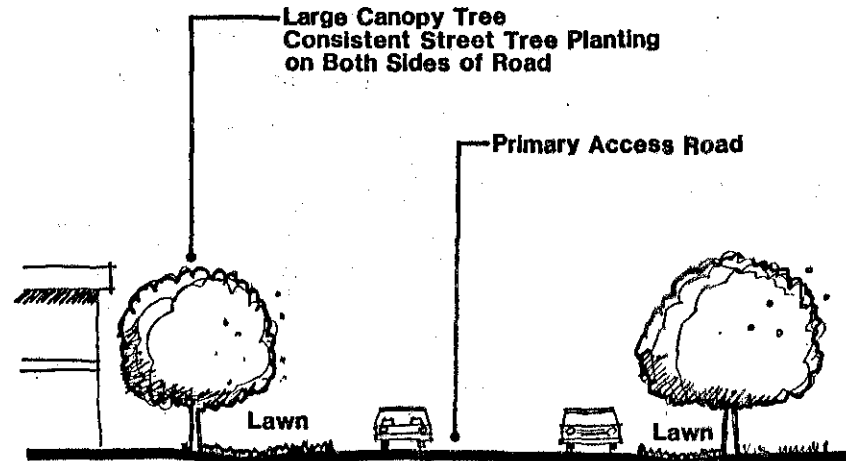 Large Canopy Tree
Consistent Street Tree Planting
on Both Sides of Road
Primary Access Road
Lawn
Lawn